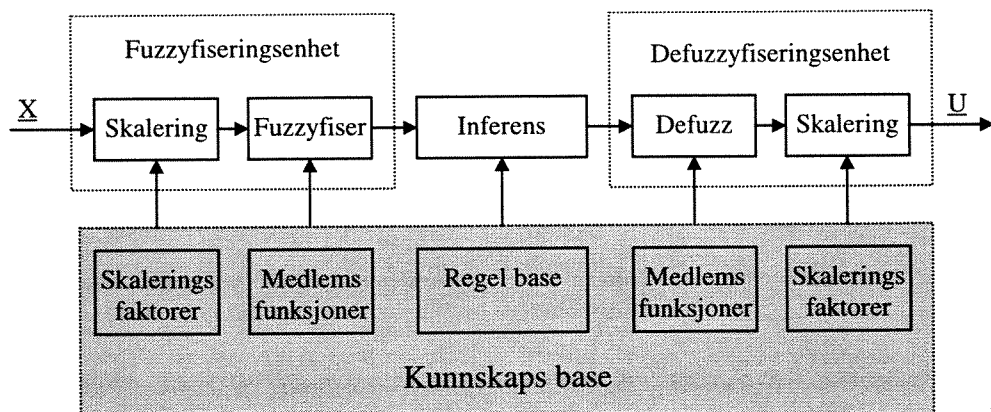 Fuzzyfiseringsenhet
Defuzzyfiseringsenhet
X
Skalering
Fuzzyfiser
Inferens
Defuzz
Skalering
U
Skalerings
faktorer
Medlems
funksjoner
Regel base
Medlems
funksjoner
Skalerings
faktorer
Kunnskaps base